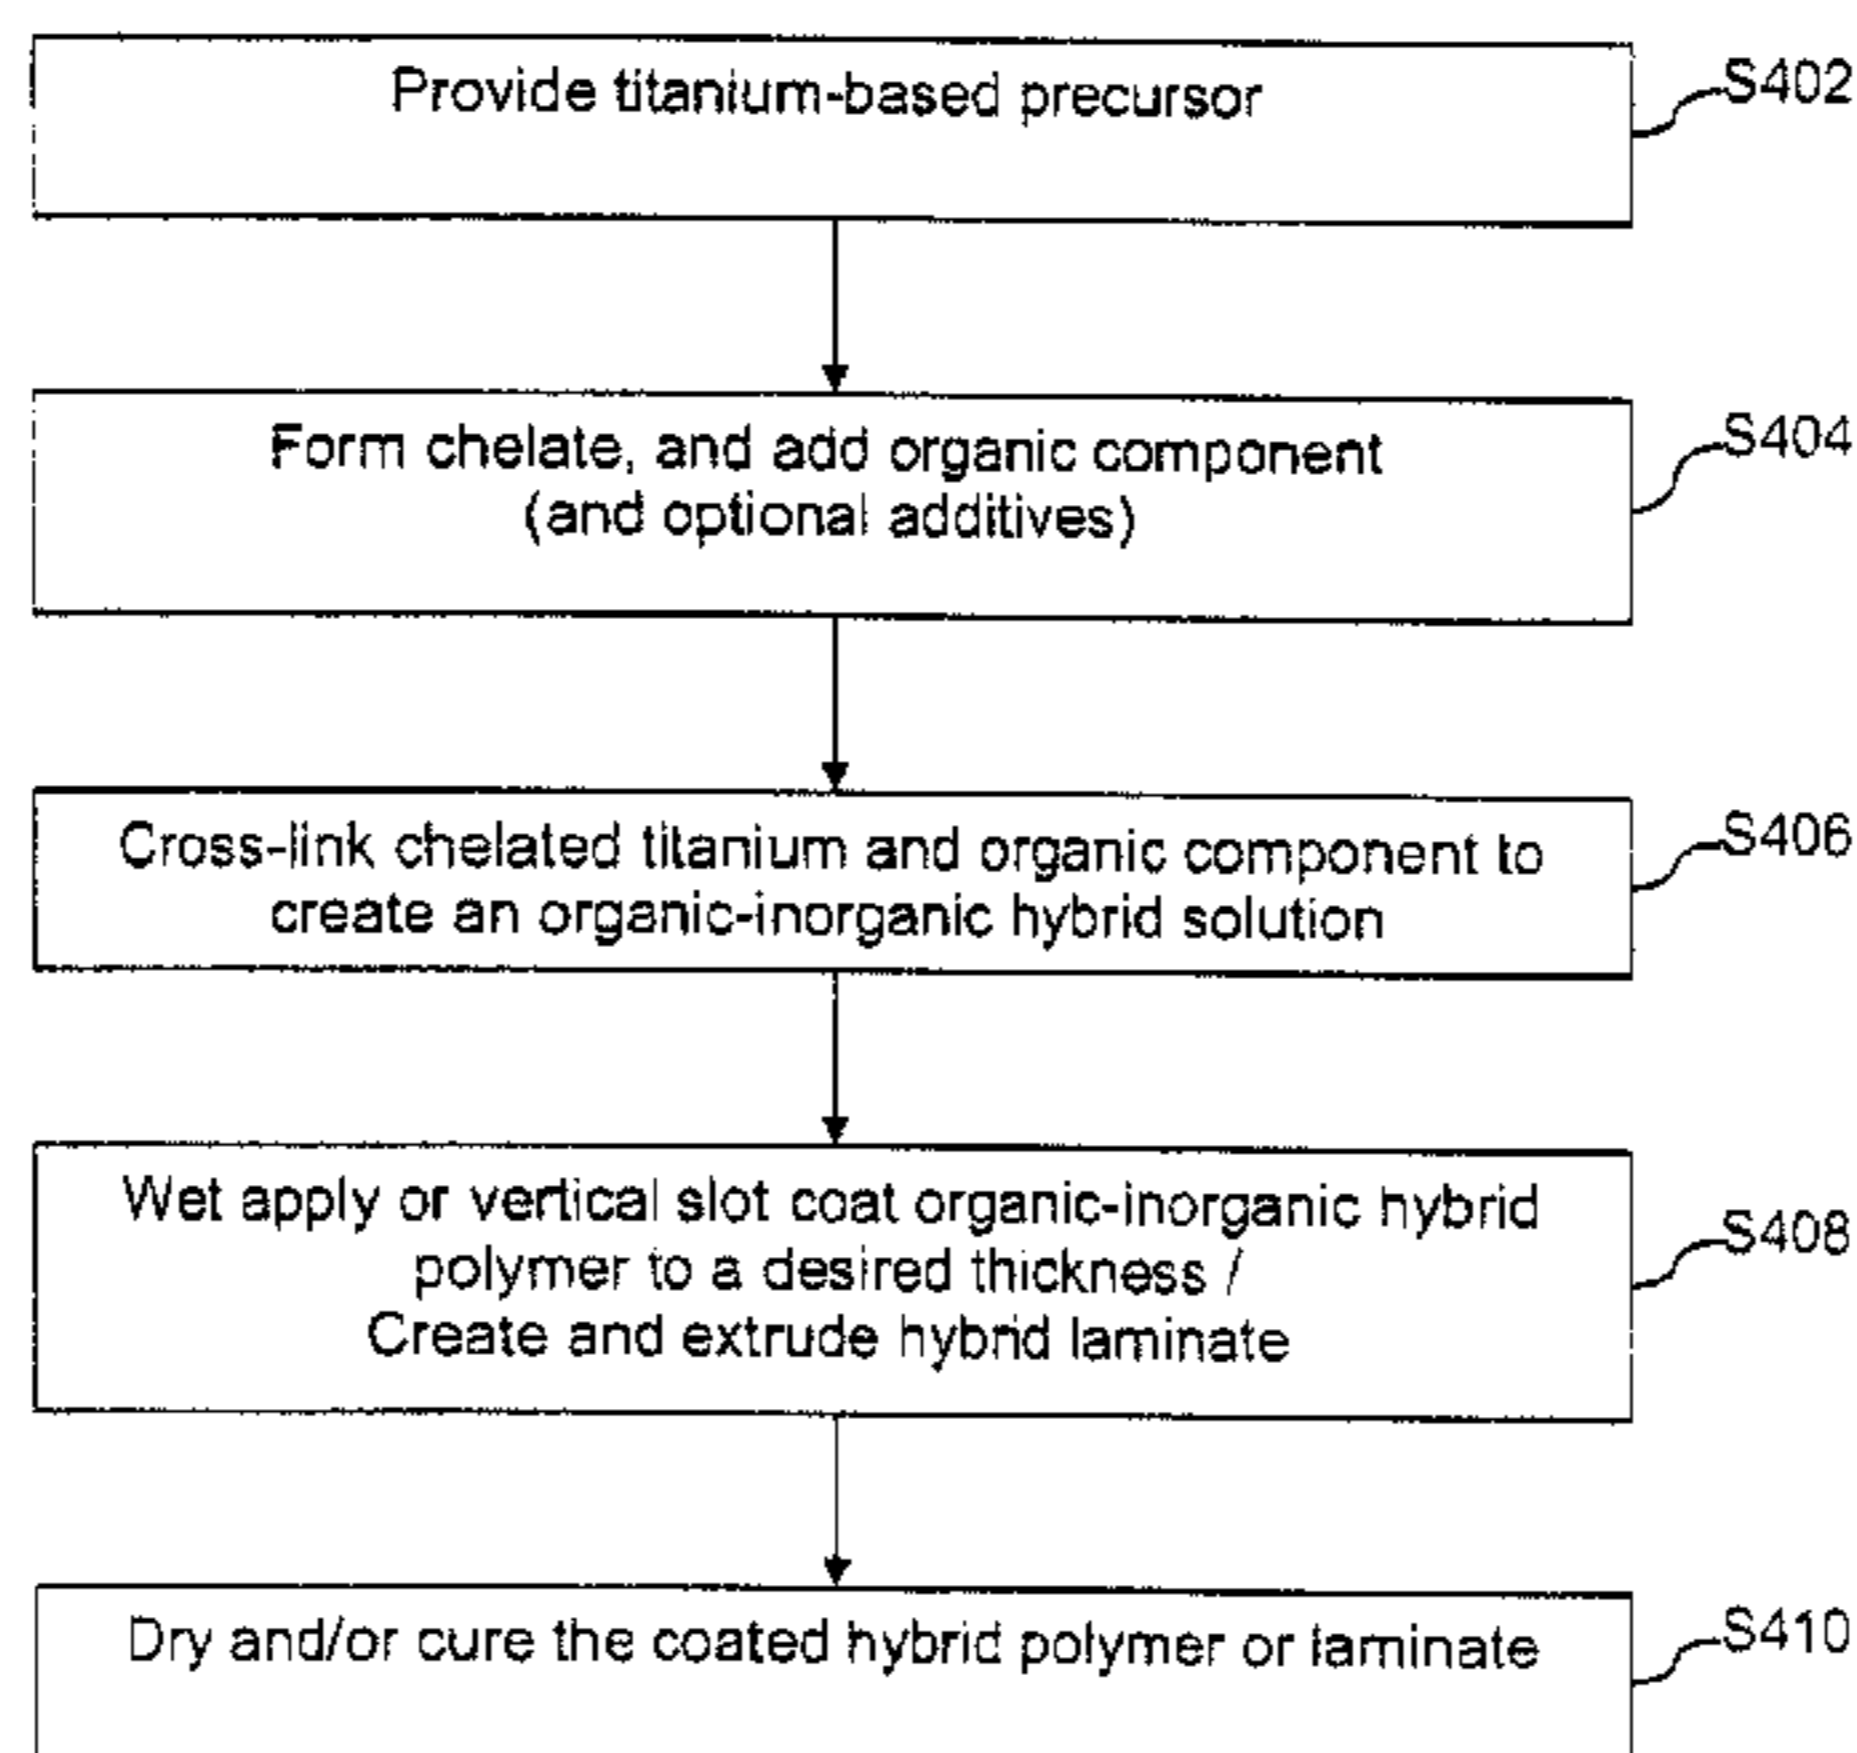 Provide titanium-based precursor
S402
Form chelate, and add organic component
(and optional additives)
S404
Cross-link chelated titanium and organic component to
create an organic-inorganic hybrid solution
S406
Wet apply or vertical slot coat organic-inorganic hybrid
polymer to a desired thickness /
Create and extrude hybrid laminate
S408
Dry and/or cure the coated hybrid polymer or laminate
S410